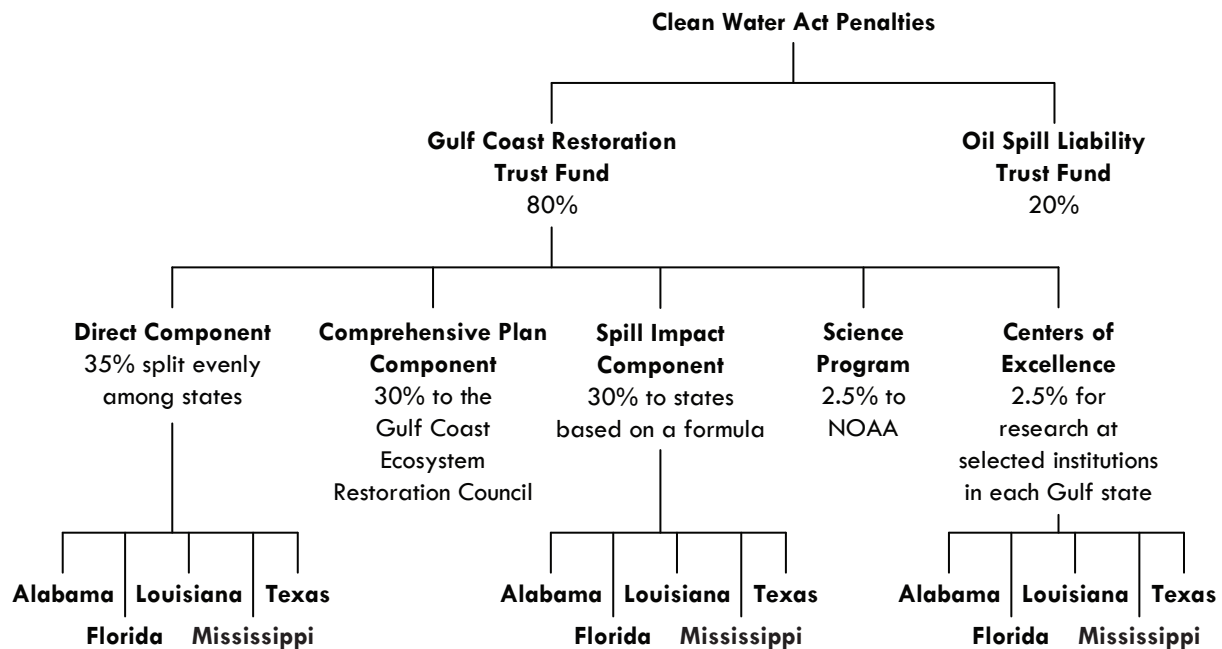 Clean Water Act Penalties
Gulf Coast Restoration
Trust Fund
80%
Oil Spill Liability
Trust Fund
20%
Direct Component
35% split evenly
among states
Comprehensive Plan
Component
30% to the
Gulf Coast
Ecosystem
Restoration Council
Spill Impact
Component
30% to states
based on a formula
Science
Program
2.5% to
NOAA
Centers of
Excellence
2.5% for
research at
selected institutions
in each Gulf state
Alabama Louisiana Texas
Florida Mississippi
Alabama Louisiana Texas
Florida Mississippi
Alabama Louisiana Texas
Florida Mississippi